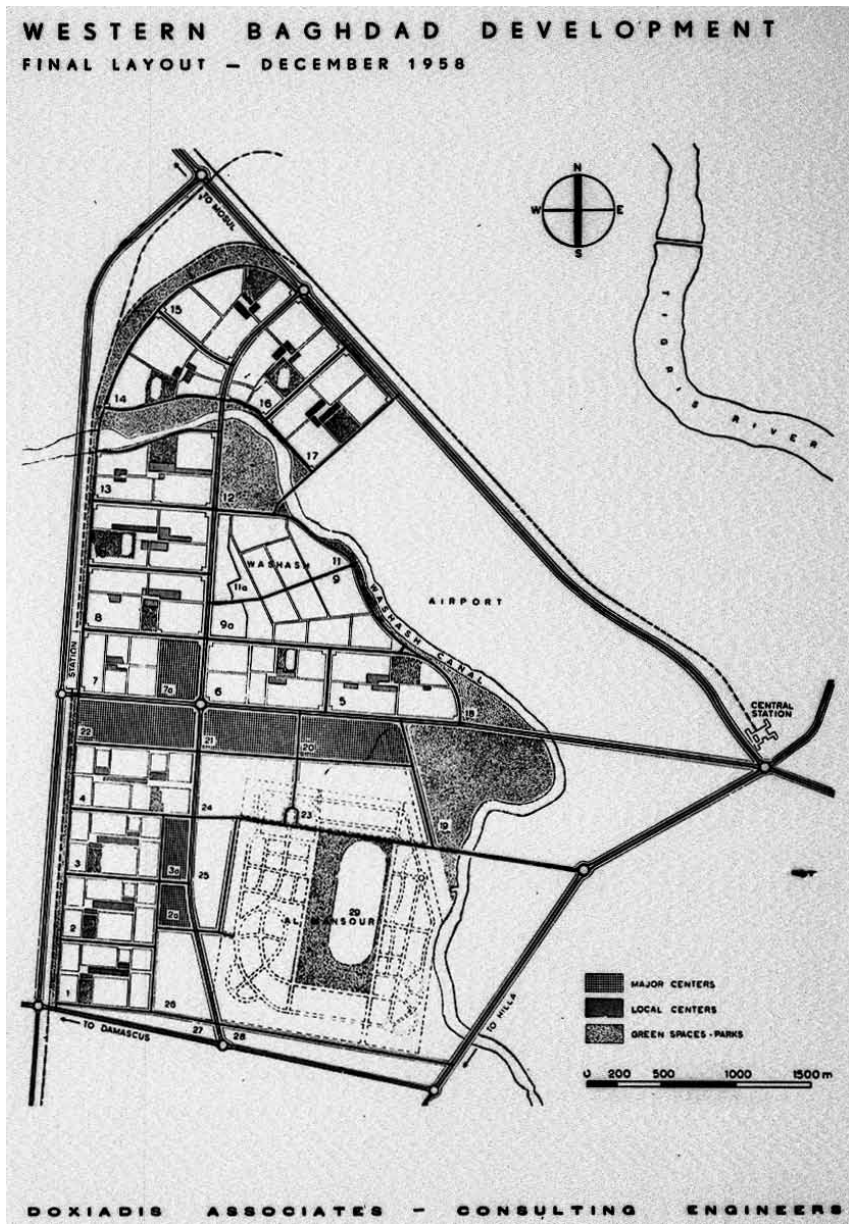 WESTERN BAGHDAD DEVELOPMENT
FINAL LAYOUT — DECEMBER 1958
N
W E
S
TO MOSUL
TIGRIS RIVER
15
14
16
17
13
12
WASHASH
11
11a
9
9a
WASHASH CANAL
AIRPORT
8
STATION
7
7a
6
5
18
CENTRAL STATION
22
21
20
4
24
23
19
3
3a
25
29
AL MANSOUR
2
2a
1
26
TO DAMASCUS
27
28
TO HILLA
MAJOR CENTERS
LOCAL CENTERS
GREEN SPACES - PARKS
0 200 500 1000 1500 m
DOXIADIS ASSOCIATES — CONSULTING ENGINEERS